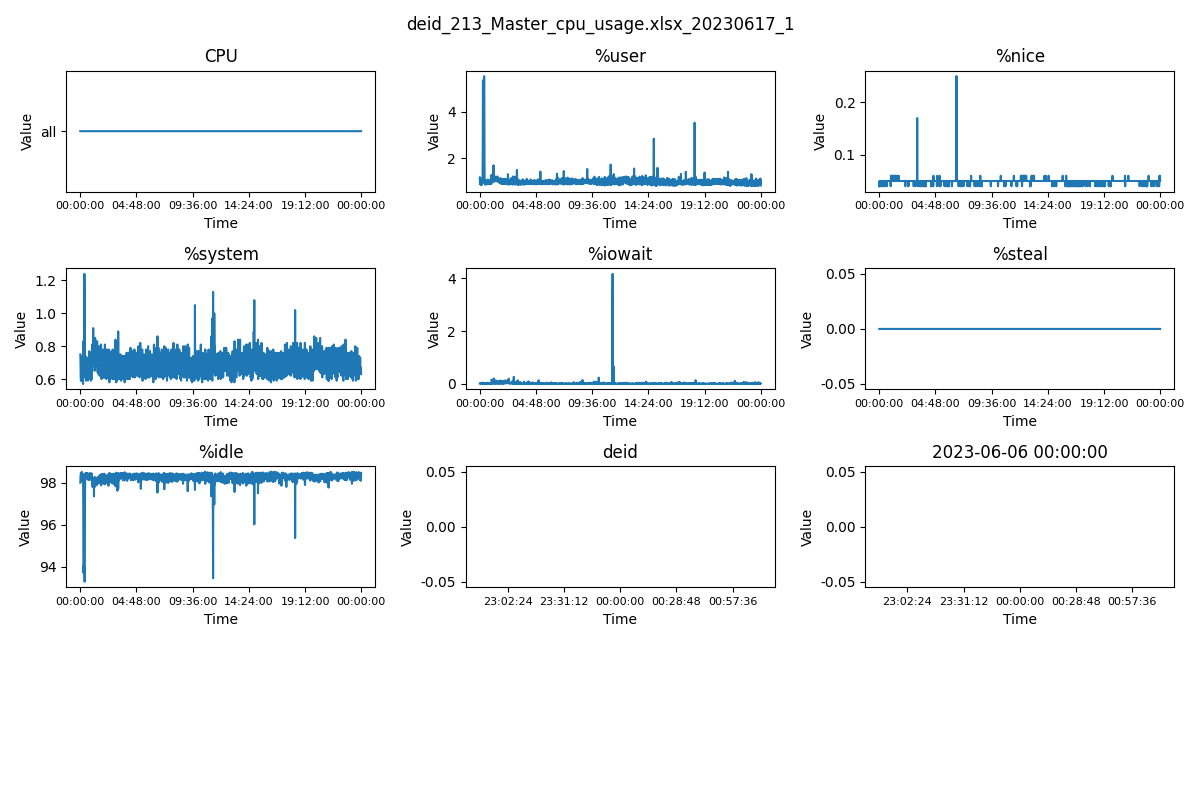 deid_213_Master_cpu_usage.xlsx_20230617_1
CPU
Value
all
00:00:00 04:48:00 09:36:00 14:24:00 19:12:00 00:00:00
Time
%user
Value
4
2
00:00:00 04:48:00 09:36:00 14:24:00 19:12:00 00:00:00
Time
%nice
Value
0.2
0.1
00:00:00 04:48:00 09:36:00 14:24:00 19:12:00 00:00:00
Time
%system
Value
1.2
1.0
0.8
0.6
00:00:00 04:48:00 09:36:00 14:24:00 19:12:00 00:00:00
Time
%iowait
Value
4
2
0
00:00:00 04:48:00 09:36:00 14:24:00 19:12:00 00:00:00
Time
%steal
Value
0.05
0.00
-0.05
00:00:00 04:48:00 09:36:00 14:24:00 19:12:00 00:00:00
Time
%idle
Value
98
96
94
00:00:00 04:48:00 09:36:00 14:24:00 19:12:00 00:00:00
Time
deid
Value
0.05
0.00
-0.05
23:02:24 23:31:12 00:00:00 00:28:48 00:57:36
Time
2023-06-06 00:00:00
Value
0.05
0.00
-0.05
23:02:24 23:31:12 00:00:00 00:28:48 00:57:36
Time